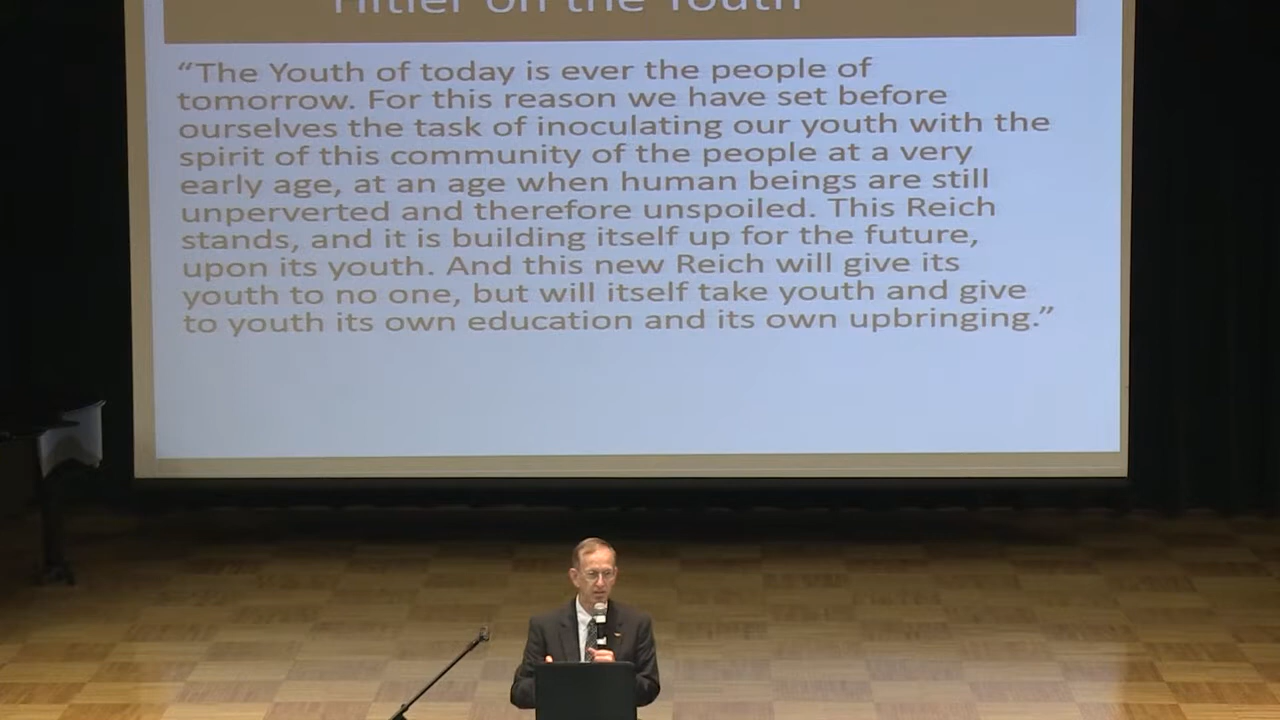 Hitler on the Youth
“The Youth of today is ever the people of
tomorrow. For this reason we have set before
ourselves the task of inoculating our youth with the
spirit of this community of the people at a very
early age, at an age when human beings are still
unperverted and therefore unspoiled. This Reich
stands, and it is building itself up for the future,
upon its youth. And this new Reich will give its
youth to no one, but will itself take youth and give
to youth its own education and its own upbringing.”